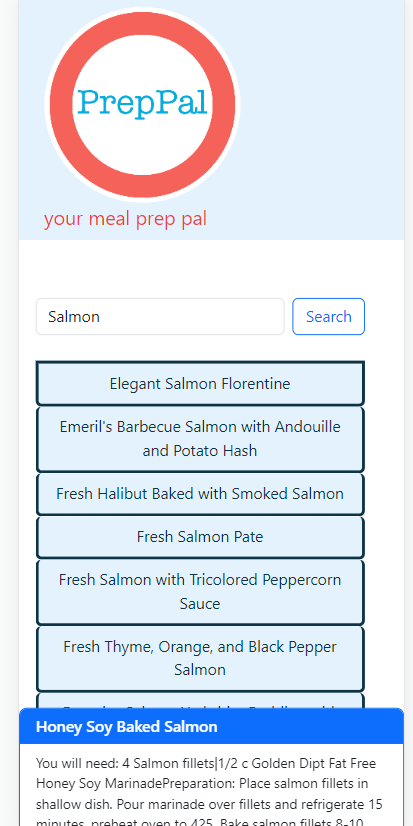 PrepPal
your meal prep pal
Salmon
Search
Elegant Salmon Florentine
Emeril's Barbecue Salmon with Andouille
and Potato Hash
Fresh Halibut Baked with Smoked Salmon
Fresh Salmon Pate
Fresh Salmon with Tricolored Peppercorn
Sauce
Fresh Thyme, Orange, and Black Pepper
Salmon
Honey Soy Baked Salmon
You will need: 4 Salmon fillets|1/2 c Golden Dipt Fat Free
Honey Soy MarinadePreparation: Place salmon fillets in
shallow dish. Pour marinade over fillets and refrigerate 15
minutes. preheat oven to 425. Bake salmon fillets 8-10